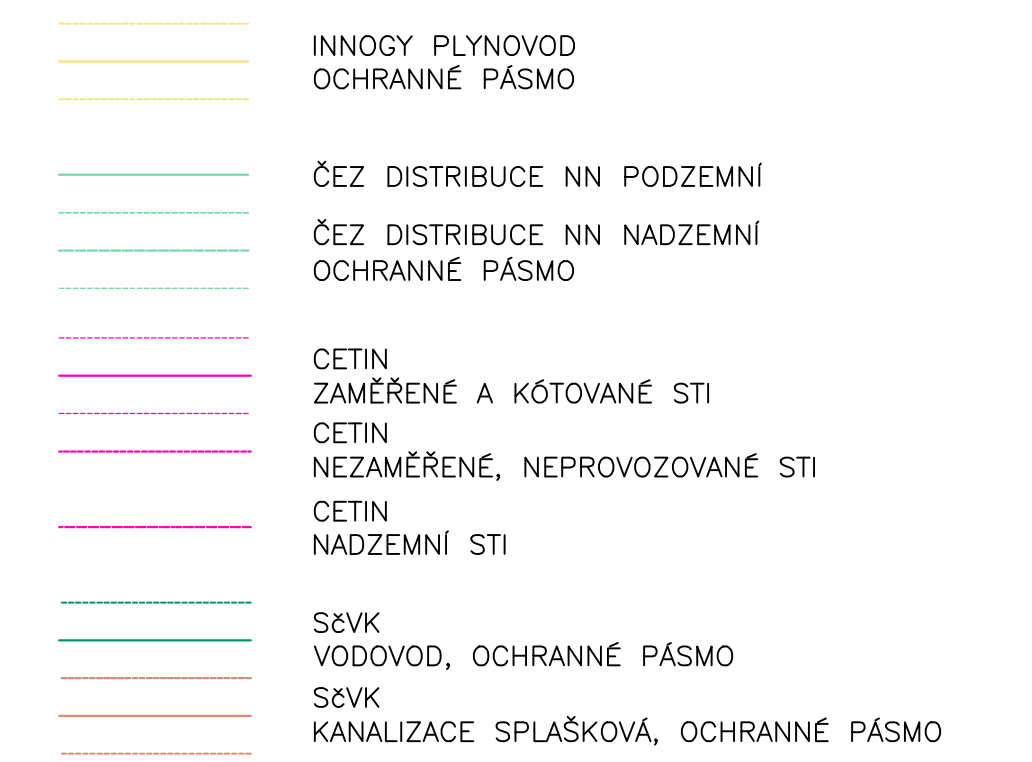 INNOGY PLYNOVOD
OCHRANNÉ PÁSMO
ČEZ DISTRIBUCE NN PODZEMNÍ
ČEZ DISTRIBUCE NN NADZEMNÍ
OCHRANNÉ PÁSMO
CETIN
ZAMĚŘENÉ A KÓTOVANÉ STI
CETIN
NEZAMĚŘENÉ, NEPROVOZOVANÉ STI
CETIN
NADZEMNÍ STI
SčVK
VODOVOD, OCHRANNÉ PÁSMO
SčVK
KANALIZACE SPLAŠKOVÁ, OCHRANNÉ PÁSMO